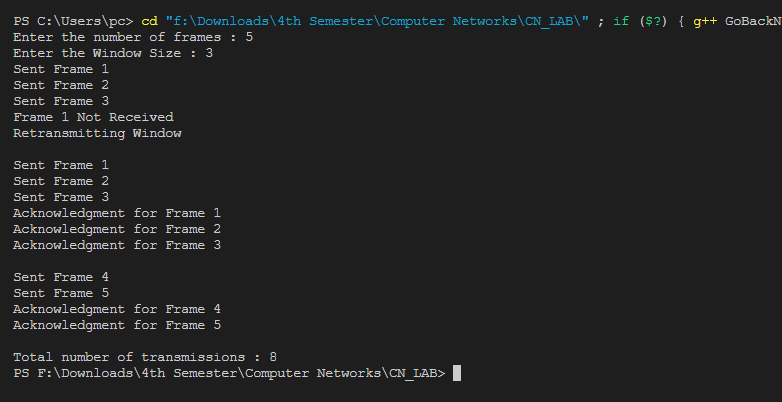 PS C:\Users\pc> cd "f:\Downloads\4th Semester\Computer Networks\CN_LAB\" ; if ($?) { g++ GoBackN
Enter the number of frames : 5
Enter the Window Size : 3
Sent Frame 1
Sent Frame 2
Sent Frame 3
Frame 1 Not Received
Retransmitting Window
Sent Frame 1
Sent Frame 2
Sent Frame 3
Acknowledgment for Frame 1
Acknowledgment for Frame 2
Acknowledgment for Frame 3
Sent Frame 4
Sent Frame 5
Acknowledgment for Frame 4
Acknowledgment for Frame 5
Total number of transmissions : 8
PS F:\Downloads\4th Semester\Computer Networks\CN_LAB>